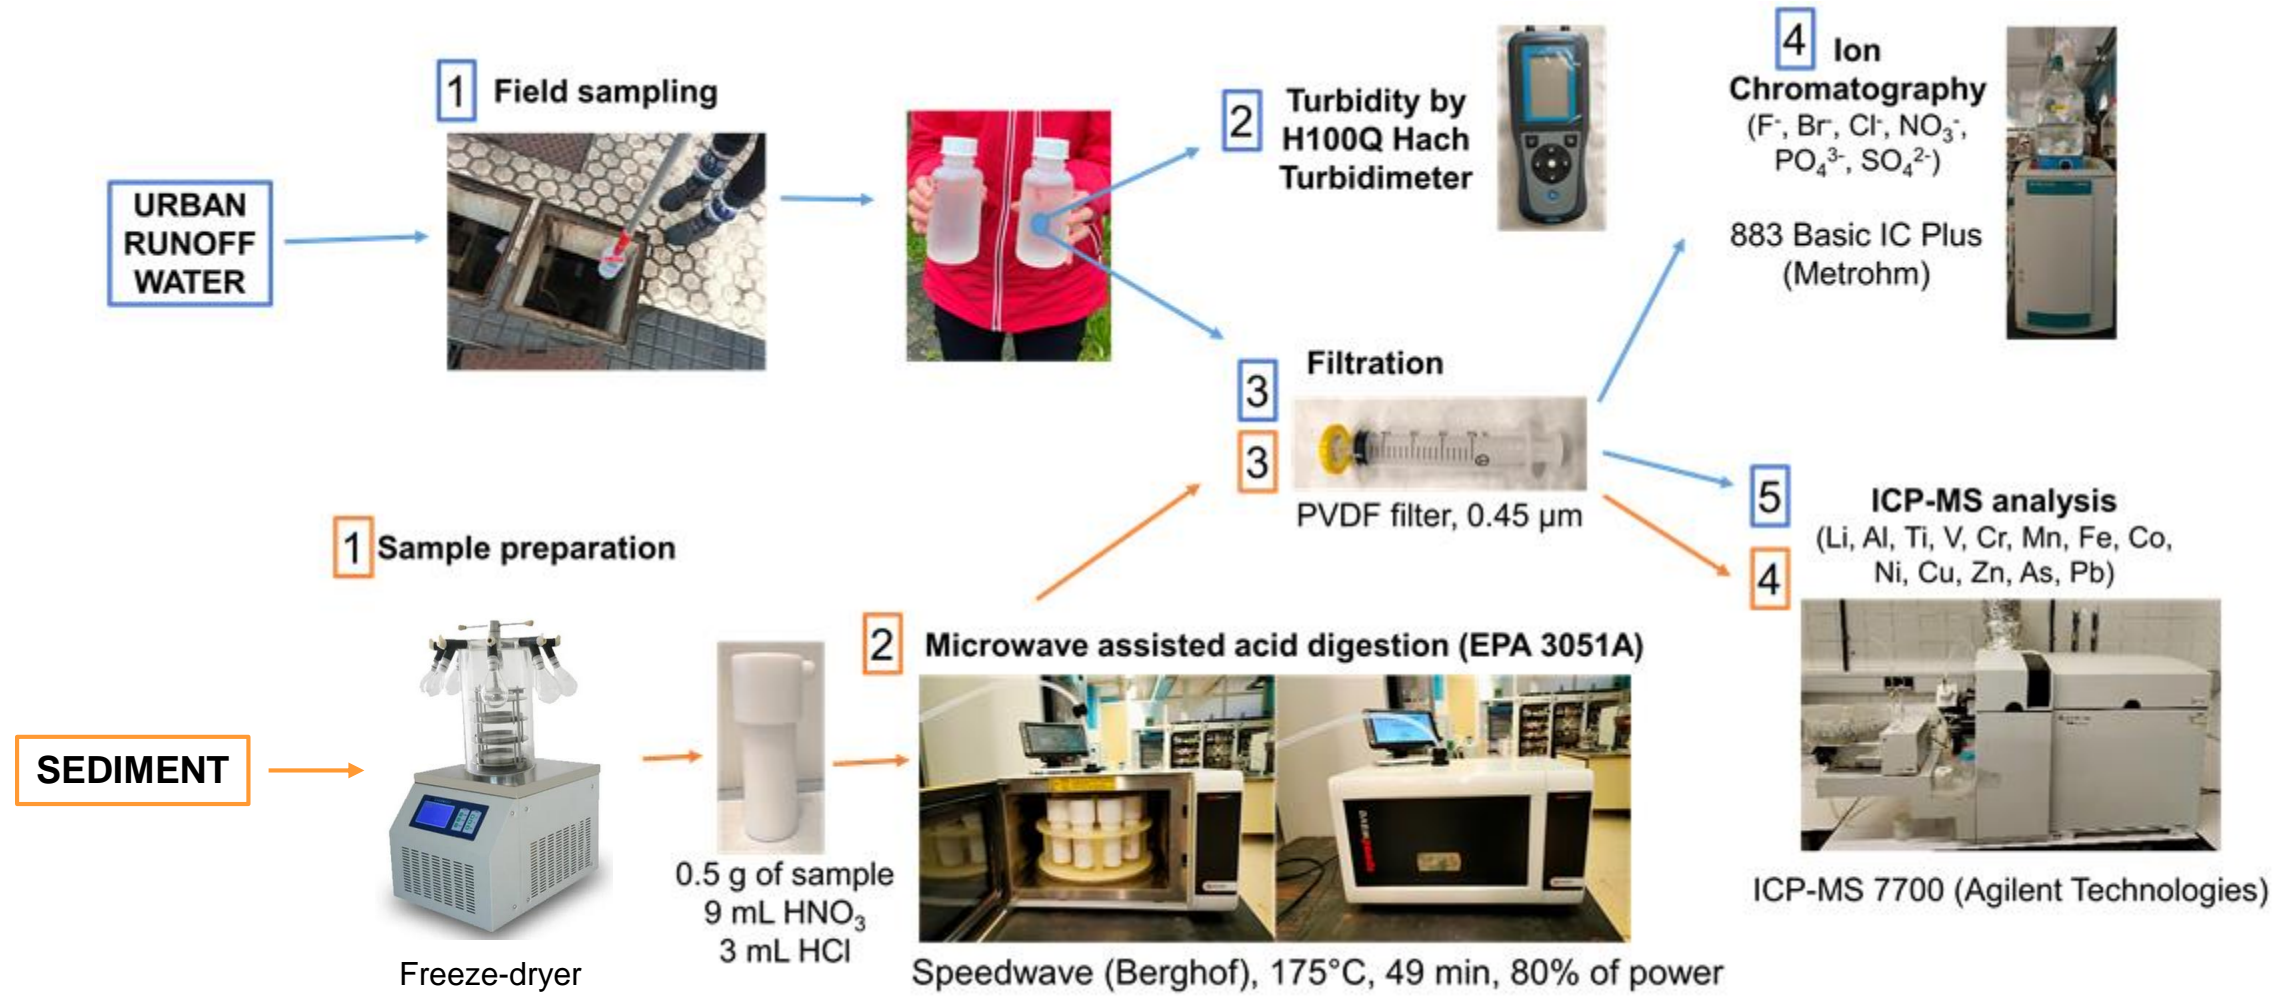 1 Field sampling
URBAN
RUNOFF
WATER
2 Turbidity by
H100Q Hach
Turbidimeter
4 Ion
Chromatography
(F⁻, Br⁻, Cl⁻, NO₃⁻,
PO₄³⁻, SO₄²⁻)
883 Basic IC Plus
(Metrohm)
3 Filtration
3
PVDF filter, 0.45 µm
5 ICP-MS analysis
(Li, Al, Ti, V, Cr, Mn, Fe, Co,
Ni, Cu, Zn, As, Pb)
4
ICP-MS 7700 (Agilent Technologies)
1 Sample preparation
SEDIMENT
Freeze-dryer
0.5 g of sample
9 mL HNO₃
3 mL HCl
2 Microwave assisted acid digestion (EPA 3051A)
Speedwave (Berghof), 175°C, 49 min, 80% of power